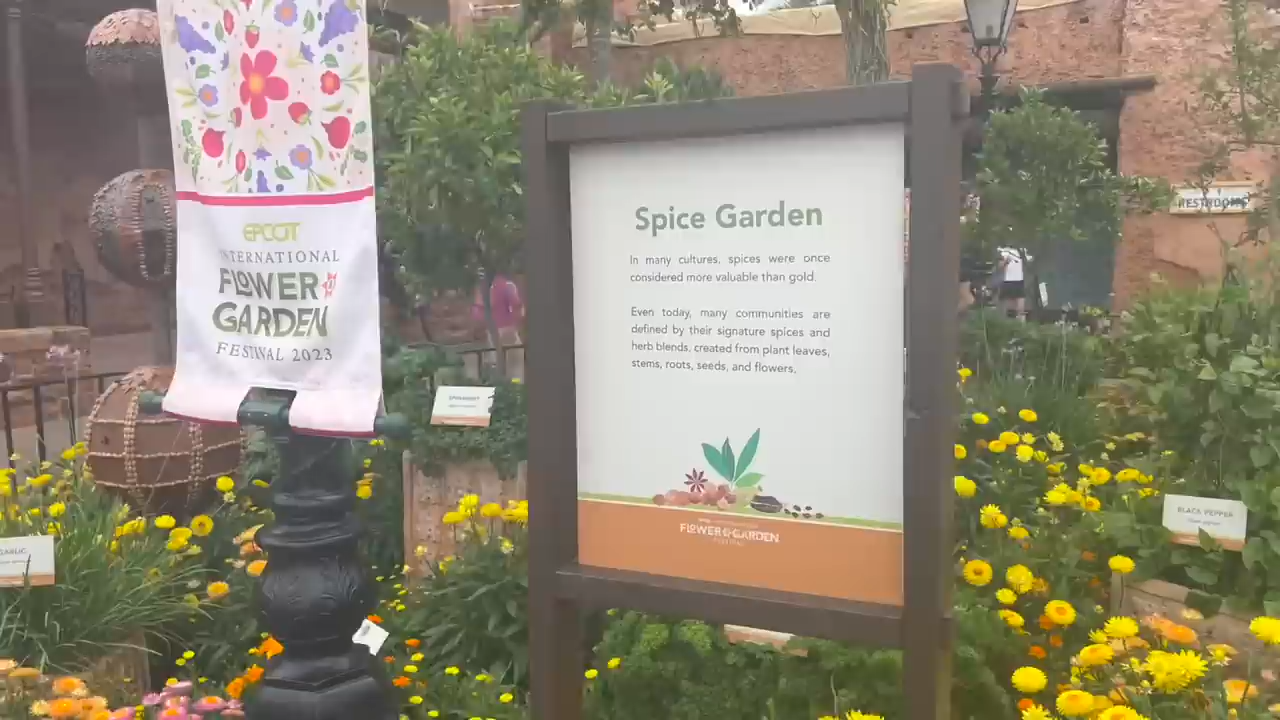 EPCOT
INTERNATIONAL
FLOWER &
GARDEN
FESTIVAL 2023
Spice Garden
In many cultures, spices were once
considered more valuable than gold.
Even today, many communities are
defined by their signature spices and
herb blends, created from plant leaves,
stems, roots, seeds, and flowers.
FLOWER & GARDEN
FESTIVAL
RESTROOMS
SPEARMINT
BLACK PEPPER
GARLIC